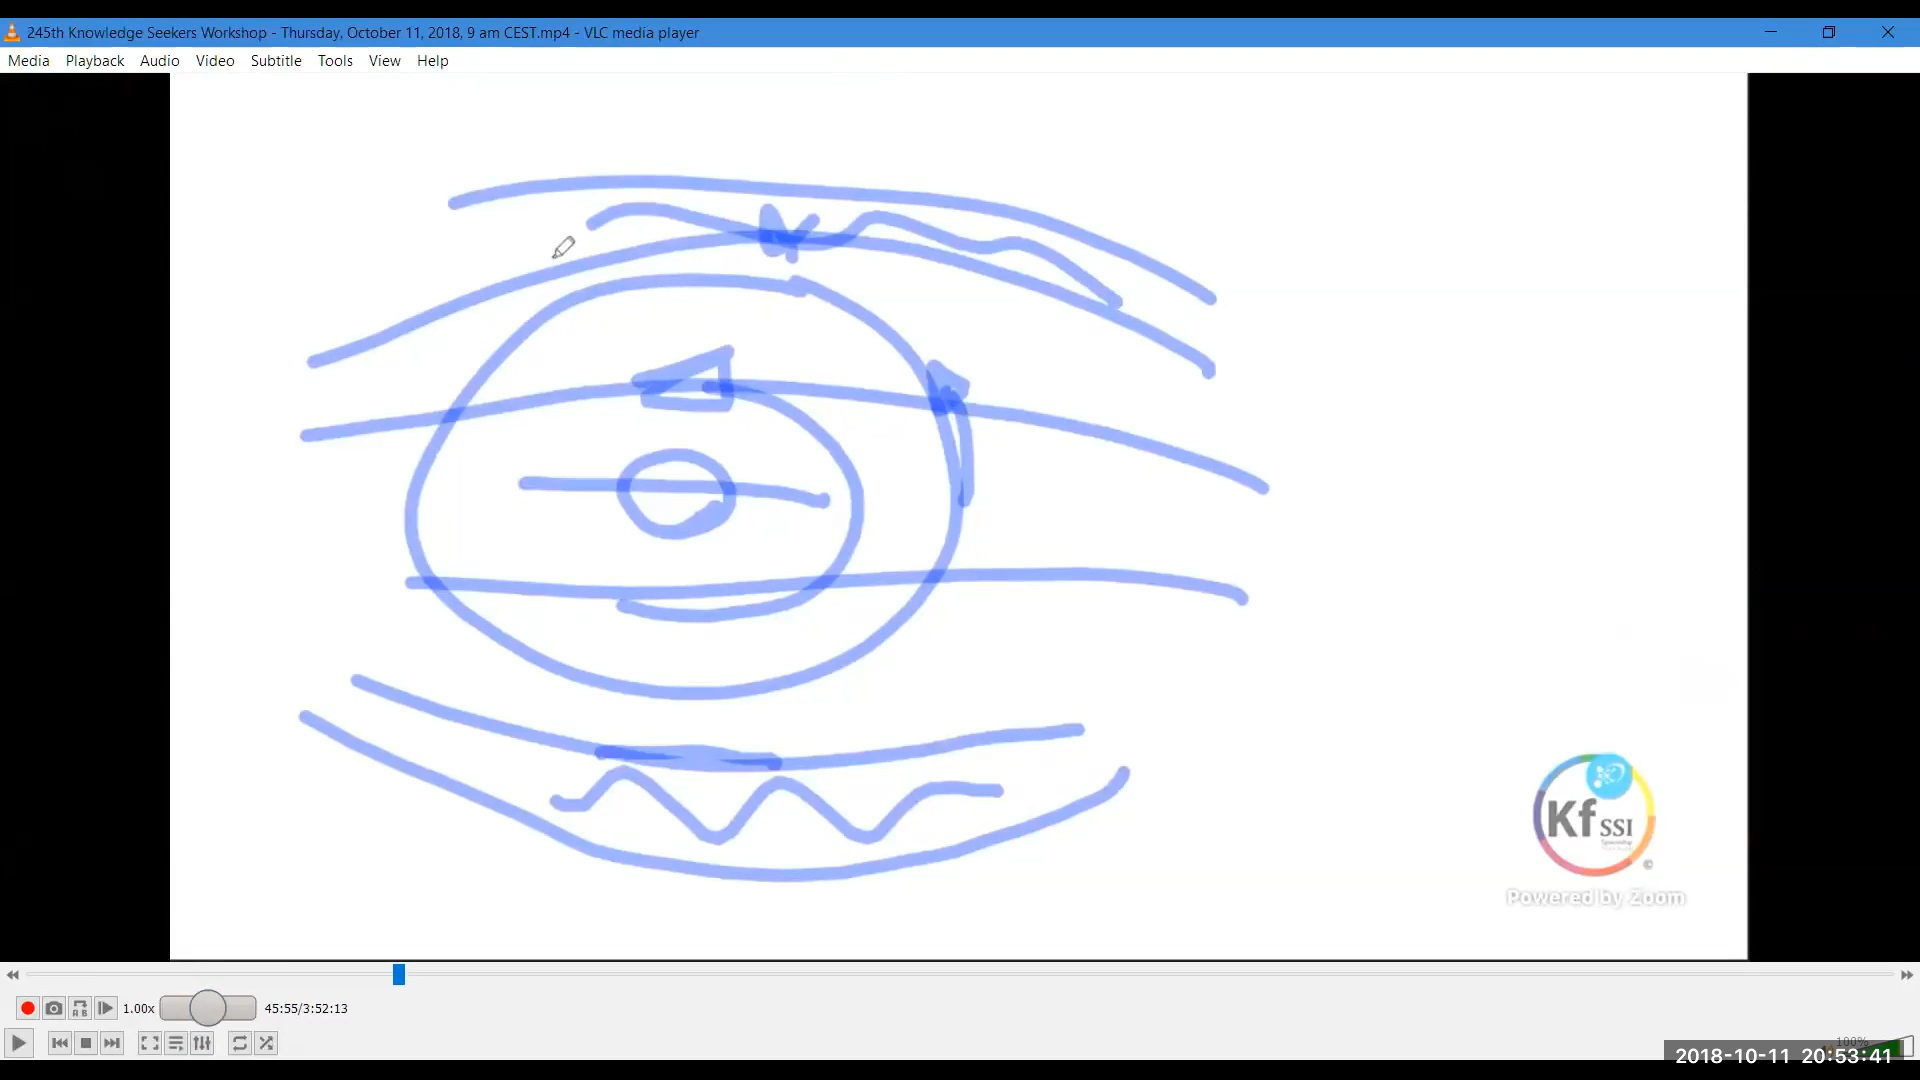 245th Knowledge Seekers Workshop - Thursday, October 11, 2018, 9 am CEST.mp4 - VLC media player
Media Playback Audio Video Subtitle Tools View Help
Kf SSI
©
Powered by Zoom
1.00x 45:55/3:52:13
100%
2018-10-11 20:53:41